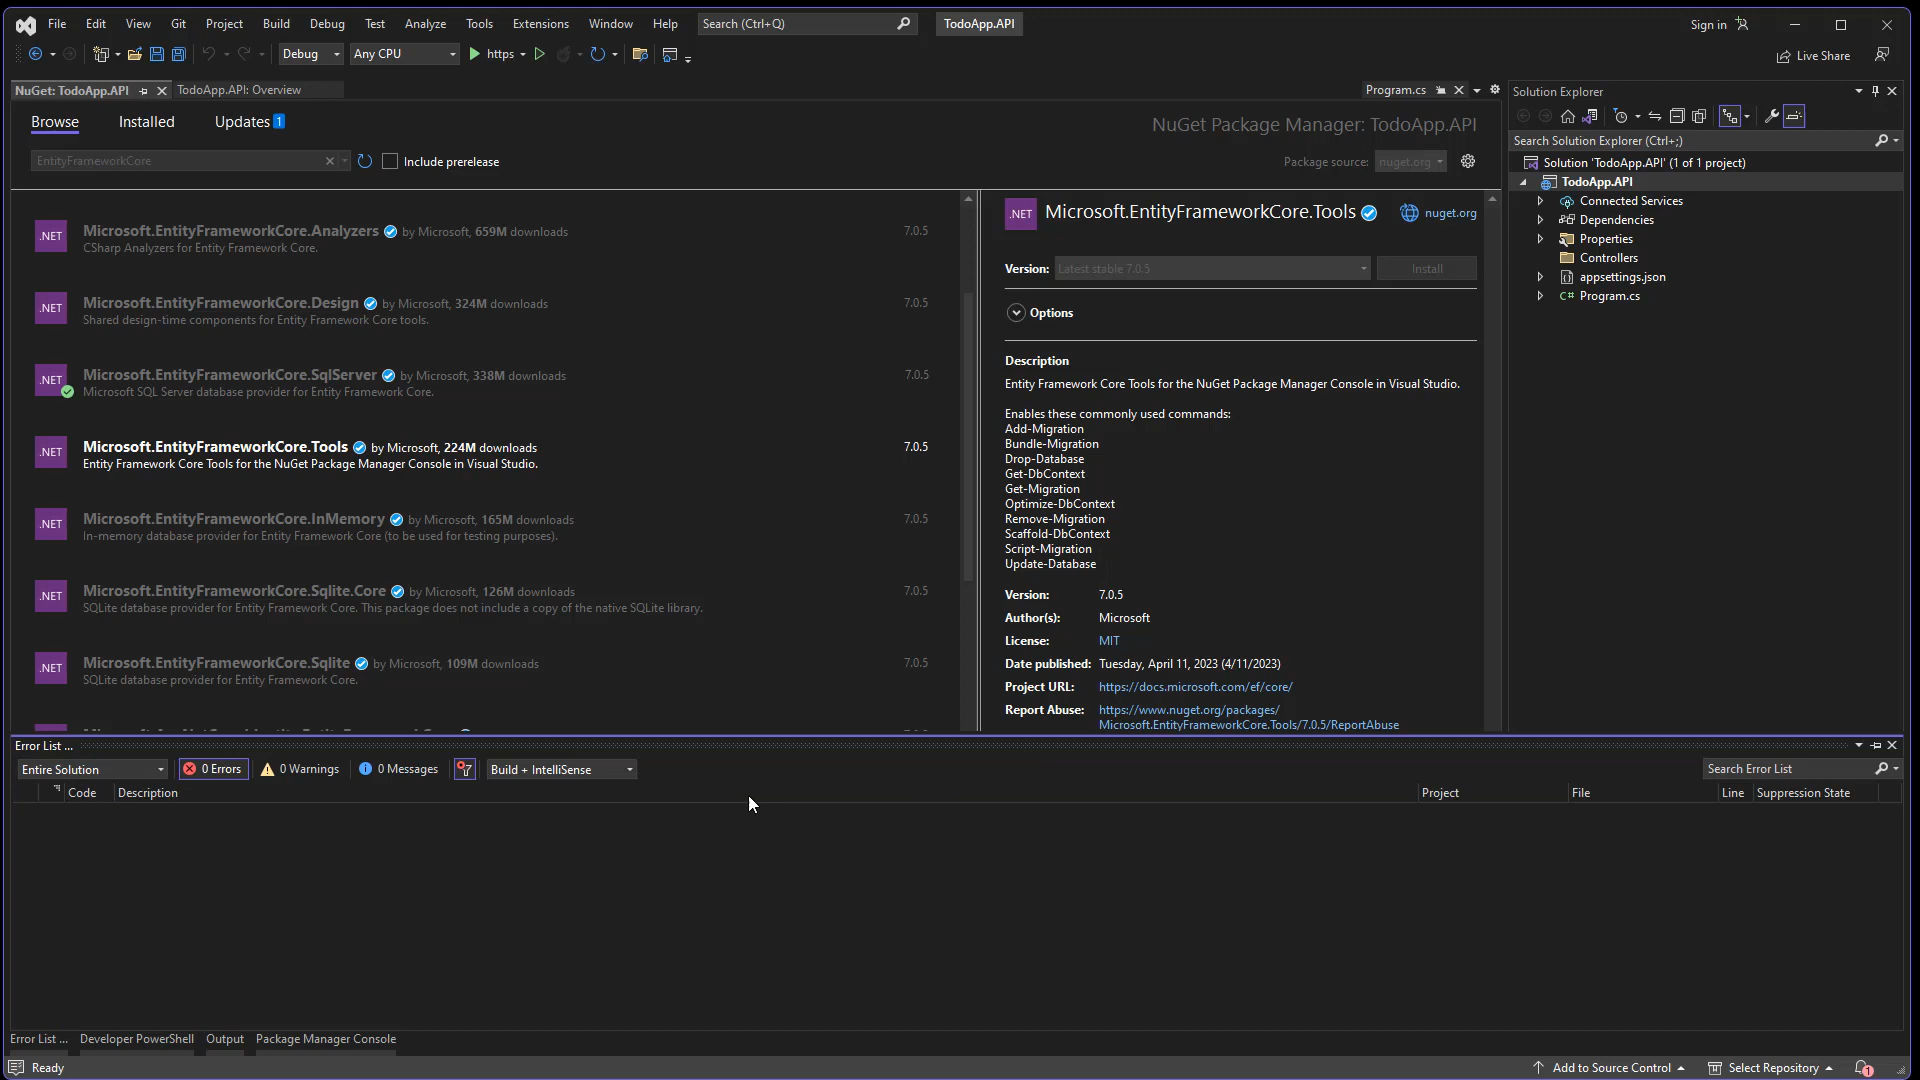 File Edit View Git Project Build Debug Test Analyze Tools Extensions Window Help Search (Ctrl+Q) TodoApp.API Sign in
Debug Any CPU https Live Share
NuGet: TodoApp.API TodoApp.API: Overview Program.cs
Browse Installed Updates 1 NuGet Package Manager: TodoApp.API
EntityFrameworkCore Include prerelease Package source: nuget.org
.NET Microsoft.EntityFrameworkCore.Analyzers by Microsoft, 659M downloads 7.0.5
CSharp Analyzers for Entity Framework Core.
.NET Microsoft.EntityFrameworkCore.Design by Microsoft, 324M downloads 7.0.5
Shared design-time components for Entity Framework Core tools.
.NET Microsoft.EntityFrameworkCore.SqlServer by Microsoft, 338M downloads 7.0.5
Microsoft SQL Server database provider for Entity Framework Core.
.NET Microsoft.EntityFrameworkCore.Tools by Microsoft, 224M downloads 7.0.5
Entity Framework Core Tools for the NuGet Package Manager Console in Visual Studio.
.NET Microsoft.EntityFrameworkCore.InMemory by Microsoft, 165M downloads 7.0.5
In-memory database provider for Entity Framework Core (to be used for testing purposes).
.NET Microsoft.EntityFrameworkCore.Sqlite.Core by Microsoft, 126M downloads 7.0.5
SQLite database provider for Entity Framework Core. This package does not include a copy of the native SQLite library.
.NET Microsoft.EntityFrameworkCore.Sqlite by Microsoft, 109M downloads 7.0.5
SQLite database provider for Entity Framework Core.
.NET Microsoft.EntityFrameworkCore.Tools nuget.org
Version: Latest stable 7.0.5 Install
Options
Description
Entity Framework Core Tools for the NuGet Package Manager Console in Visual Studio.
Enables these commonly used commands:
Add-Migration
Bundle-Migration
Drop-Database
Get-DbContext
Get-Migration
Optimize-DbContext
Remove-Migration
Scaffold-DbContext
Script-Migration
Update-Database
Version: 7.0.5
Author(s): Microsoft
License: MIT
Date published: Tuesday, April 11, 2023 (4/11/2023)
Project URL: https://docs.microsoft.com/ef/core/
Report Abuse: https://www.nuget.org/packages/
Microsoft.EntityFrameworkCore.Tools/7.0.5/ReportAbuse
Solution Explorer
Search Solution Explorer (Ctrl+;)
Solution 'TodoApp.API' (1 of 1 project)
TodoApp.API
Connected Services
Dependencies
Properties
Controllers
appsettings.json
C# Program.cs
Error List ...
Entire Solution 0 Errors 0 Warnings 0 Messages Build + IntelliSense Search Error List
Code Description Project File Line Suppression State
Error List ... Developer PowerShell Output Package Manager Console
Ready Add to Source Control Select Repository 1